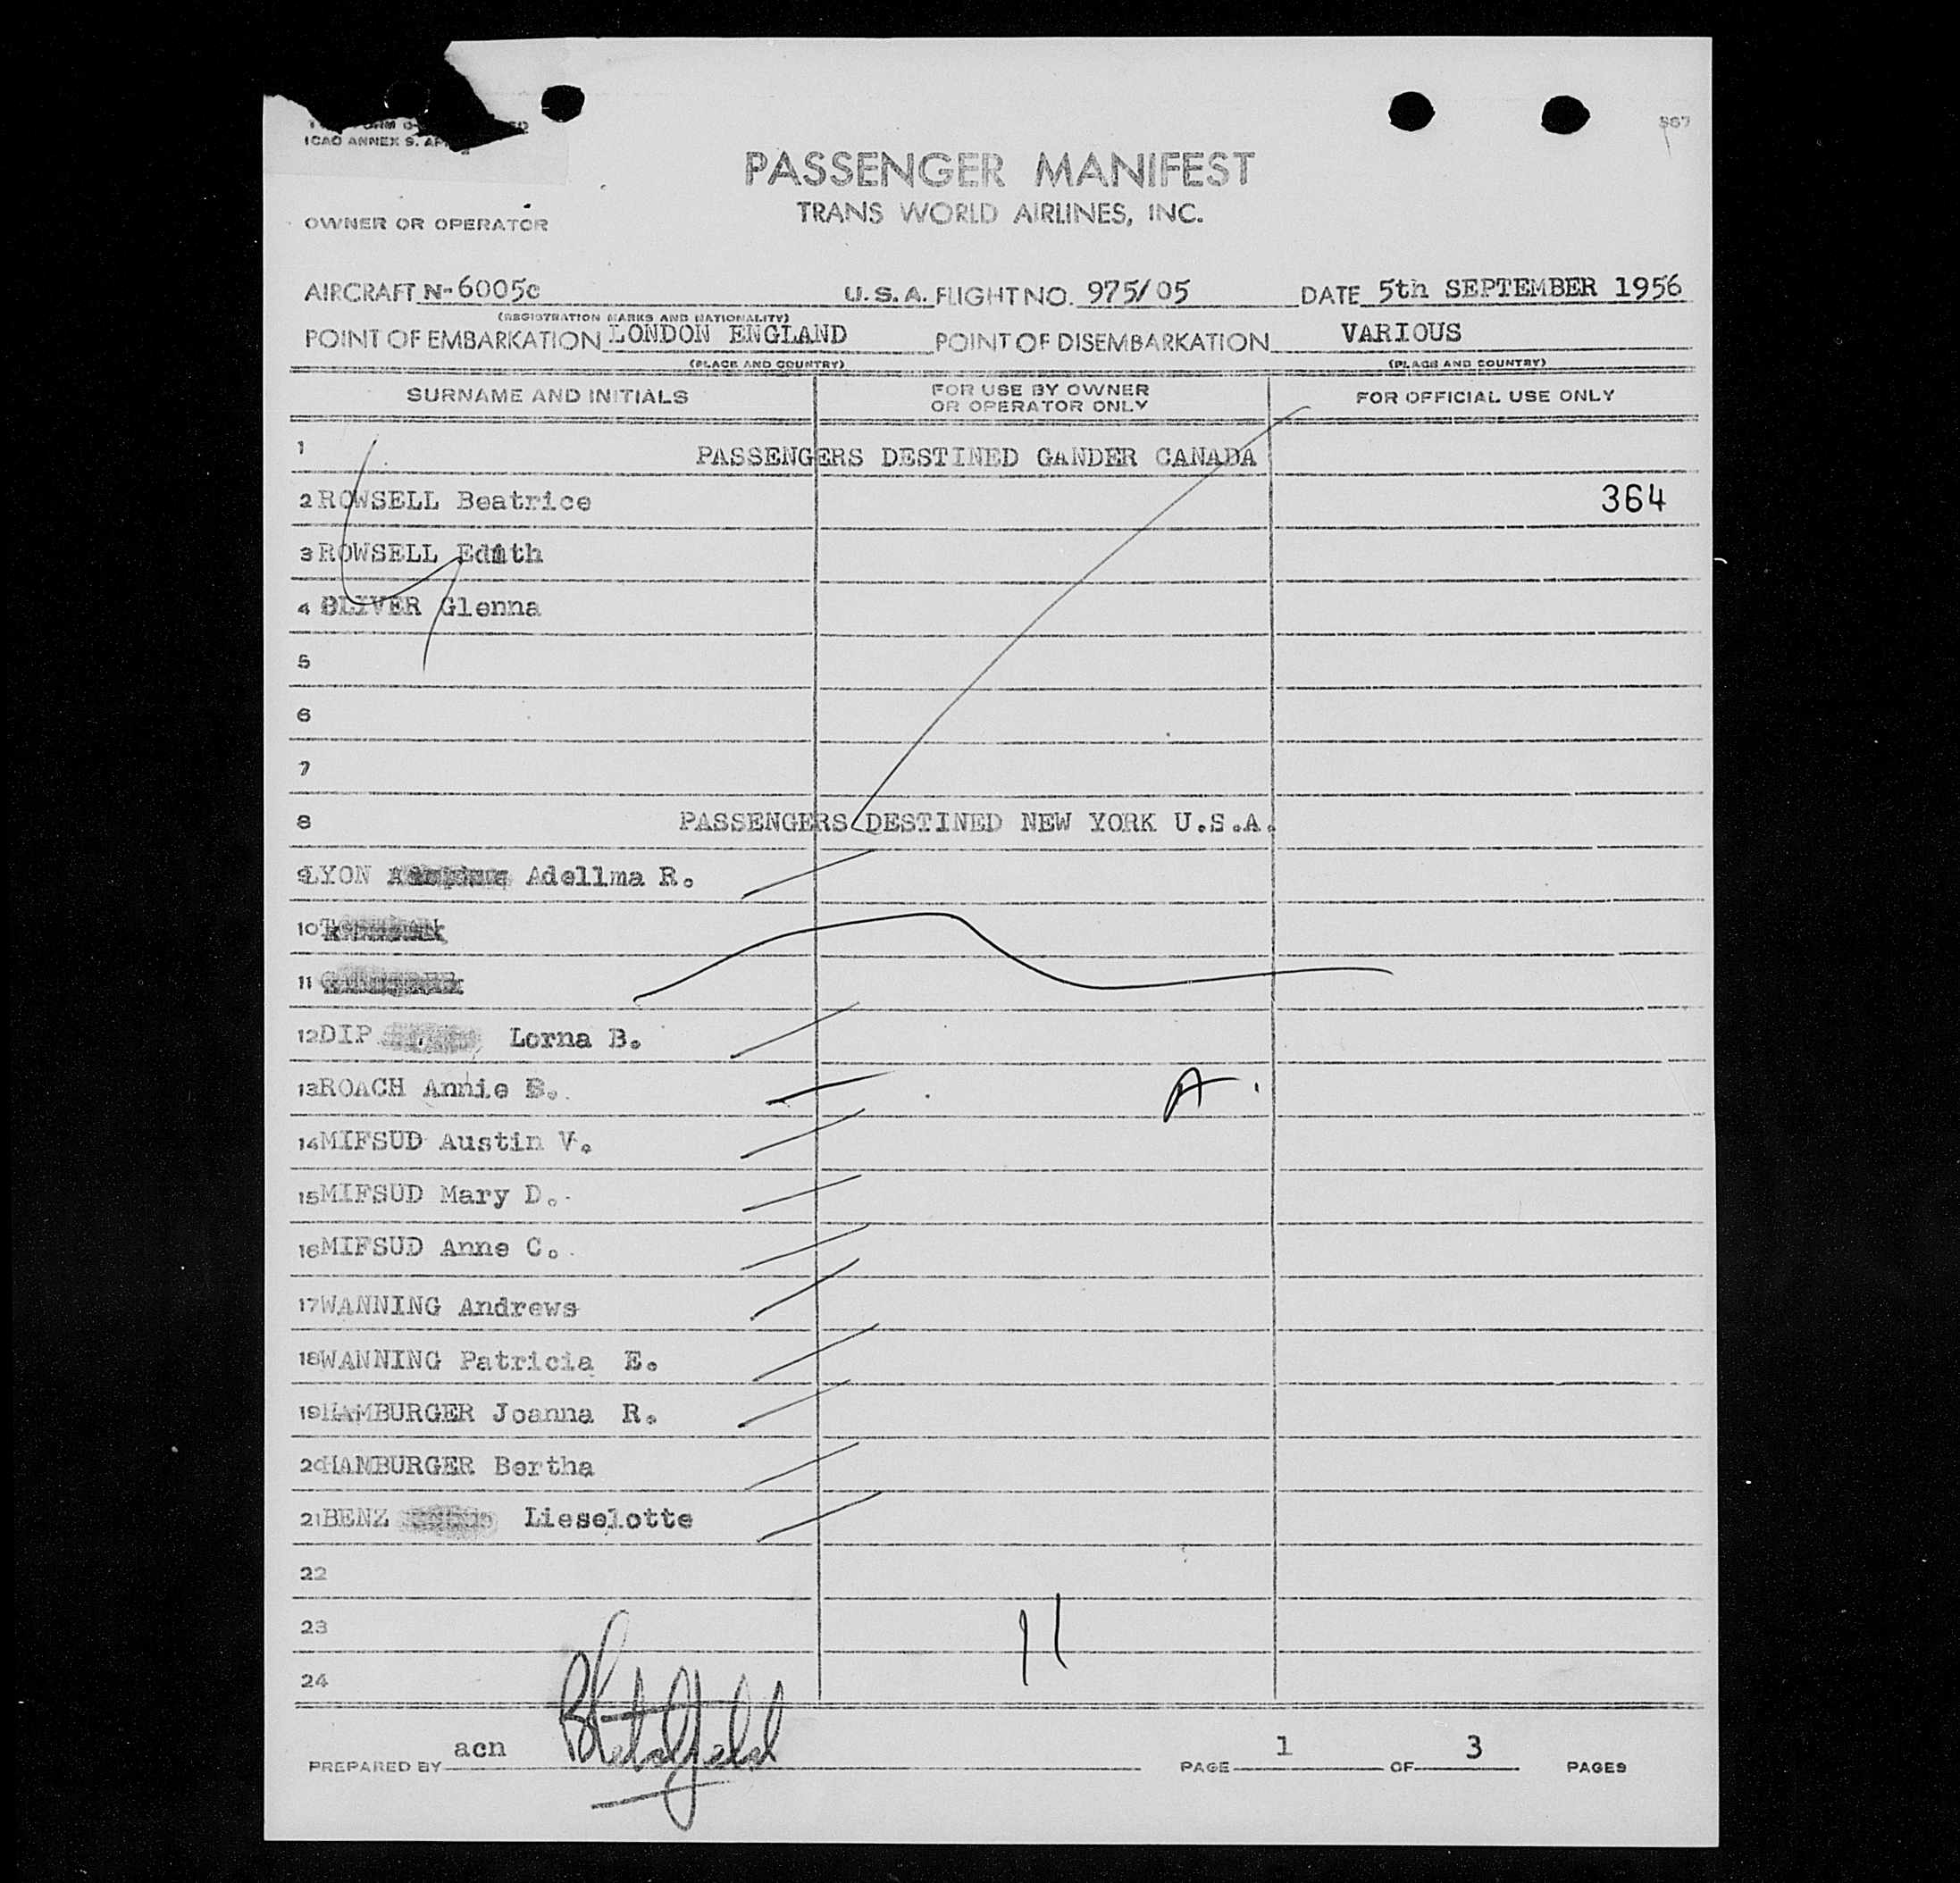 ICAO ANNEX 9. AP
567
PASSENGER MANIFEST
TRANS WORLD AIRLINES, INC.
OWNER OR OPERATOR
AIRCRAFT N-6005c U.S.A. FLIGHT NO. 975/05 DATE 5th SEPTEMBER 1956
(REGISTRATION MARKS AND NATIONALITY)
POINT OF EMBARKATION LONDON ENGLAND POINT OF DISEMBARKATION VARIOUS
(PLACE AND COUNTRY) (PLACE AND COUNTRY)
SURNAME AND INITIALS FOR USE BY OWNER OR OPERATOR ONLY FOR OFFICIAL USE ONLY
1 PASSENGERS DESTINED GANDER CANADA
2 ROWSELL Beatrice 364
3 ROWSELL Edith
4 OLIVER Glenna
5
6
7
8 PASSENGERS DESTINED NEW YORK U.S.A.
9 LYON Adellma R.
10
11
12 DIP Lorna B.
13 ROACH Annie B. A.
14 MIFSUD Austin V.
15 MIFSUD Mary D.
16 MIFSUD Anne C.
17 WANNING Andrews
18 WANNING Patricia E.
19 HAMBURGER Joanna R.
20 HAMBURGER Bertha
21 BENZ Lieselotte
22
23 11
24
PREPARED BY acn PAGE 1 OF 3 PAGES